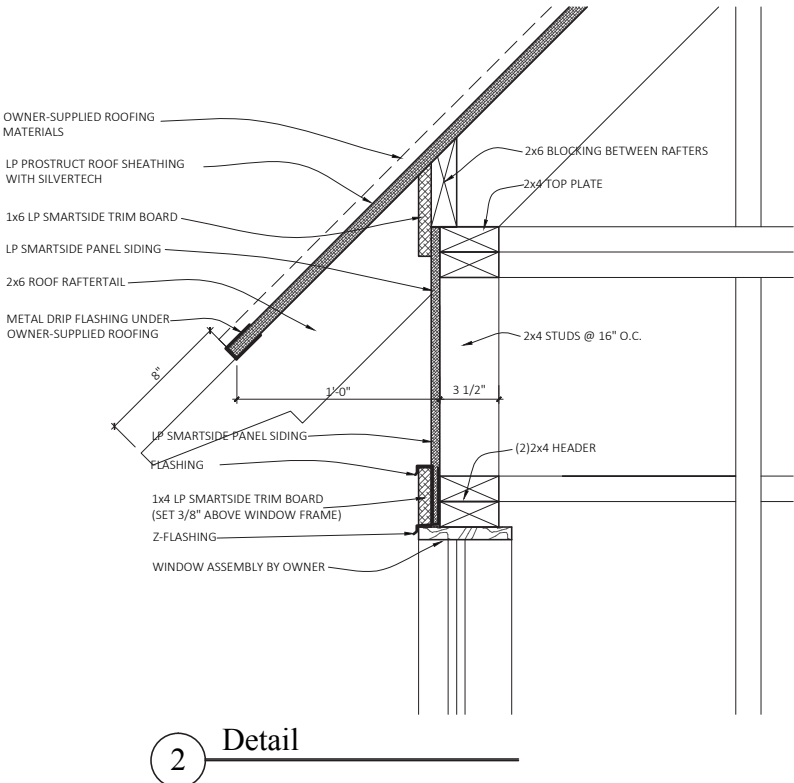 OWNER-SUPPLIED ROOFING
MATERIALS
LP PROSTRUCT ROOF SHEATHING
WITH SILVERTECH
1x6 LP SMARTSIDE TRIM BOARD
LP SMARTSIDE PANEL SIDING
2x6 ROOF RAFTERTAIL
METAL DRIP FLASHING UNDER
OWNER-SUPPLIED ROOFING
8"
2x6 BLOCKING BETWEEN RAFTERS
2x4 TOP PLATE
2x4 STUDS @ 16" O.C.
1'-0"
3 1/2"
LP SMARTSIDE PANEL SIDING
FLASHING
(2)2x4 HEADER
1x4 LP SMARTSIDE TRIM BOARD
(SET 3/8" ABOVE WINDOW FRAME)
Z-FLASHING
WINDOW ASSEMBLY BY OWNER
2
Detail